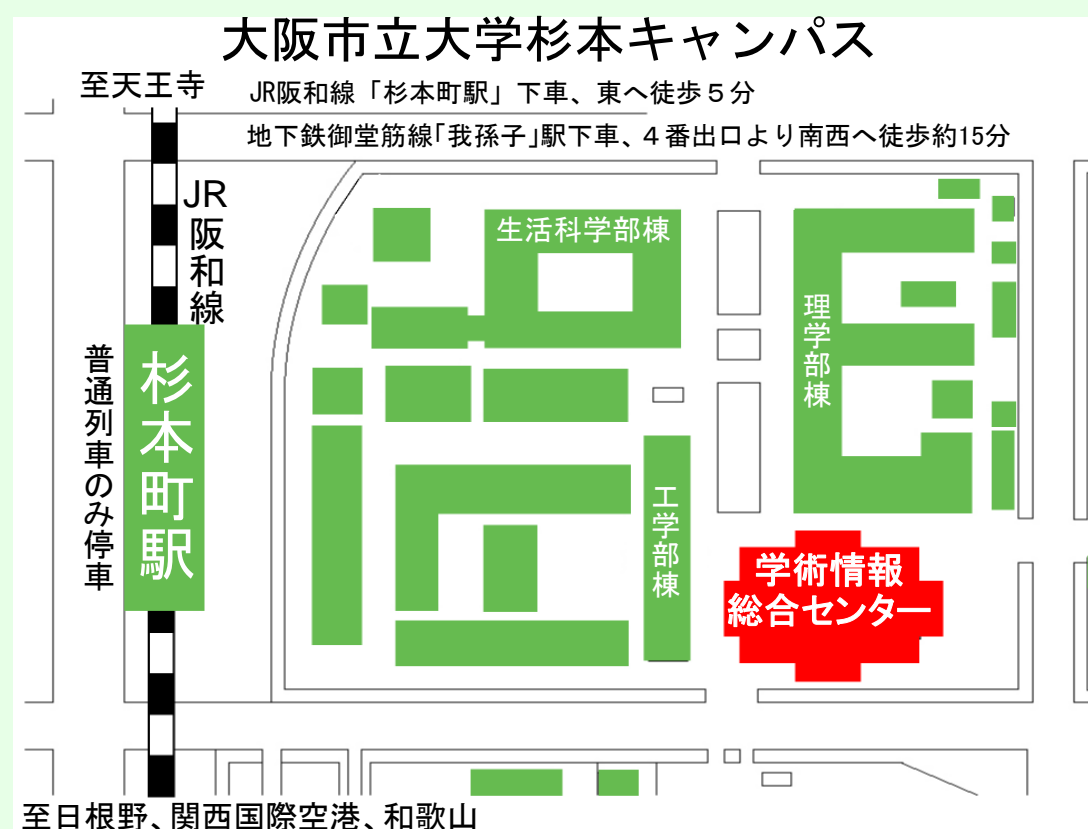 大阪市立大学杉本キャンパス
至天王寺
JR阪和線「杉本町駅」下車、東へ徒歩５分
地下鉄御堂筋線｢我孫子｣駅下車、４番出口より南西へ徒歩約15分
JR阪和線
生活科学部棟
理学部棟
杉本町駅
普通列車のみ停車
工学部棟
学術情報
総合センター
至日根野、関西国際空港、和歌山